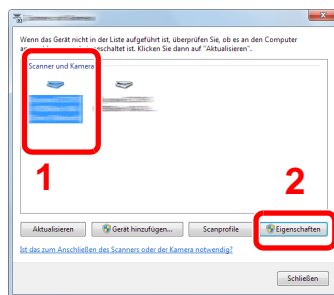 Wenn das Gerät nicht in der Liste aufgeführt ist, überprüfen Sie, ob es an den Computer
eingeschaltet ist. Klicken Sie dann auf "Aktualisieren".
Scanner und Kamera
1
2
Aktualisieren
Gerät hinzufügen...
Scanprofile
Eigenschaften
Ist das zum Anschließen des Scanners oder der Kamera notwendig?
Schließen